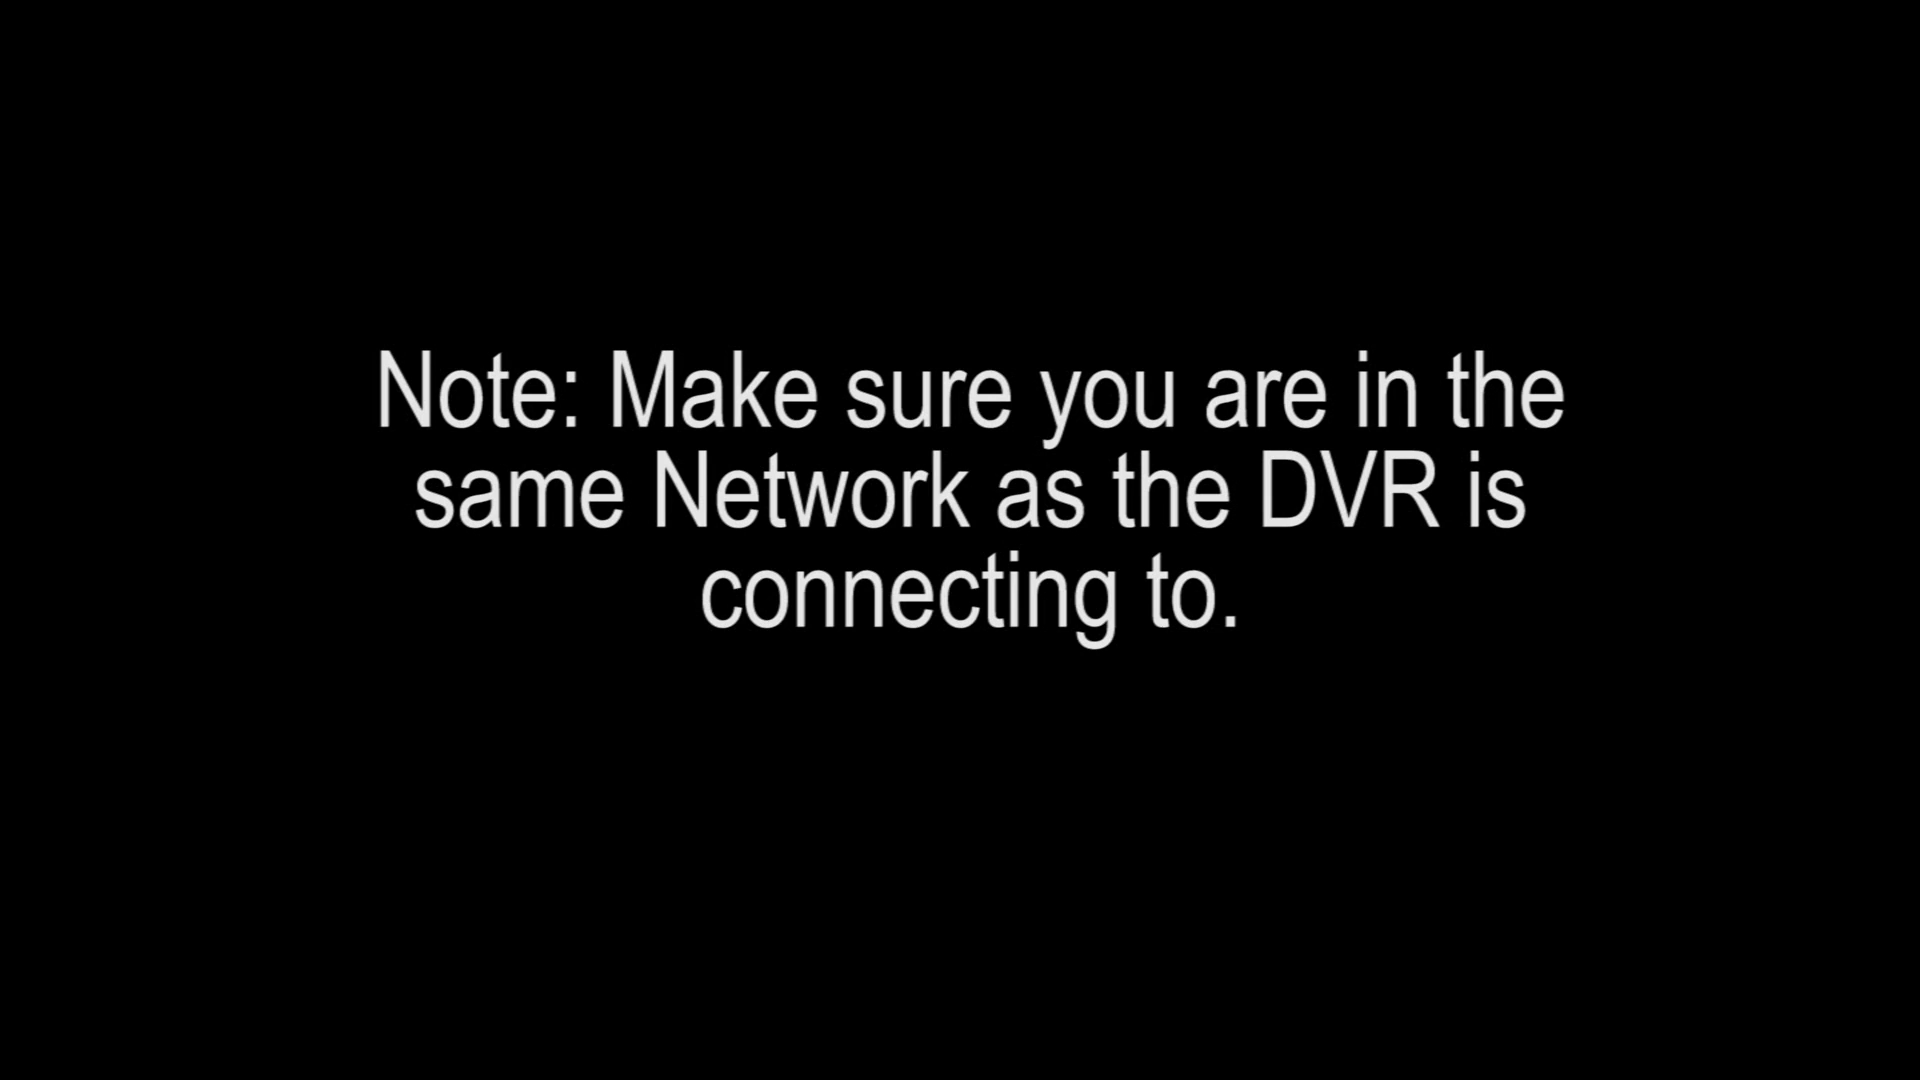 Note: Make sure you are in the
same Network as the DVR is
connecting to.